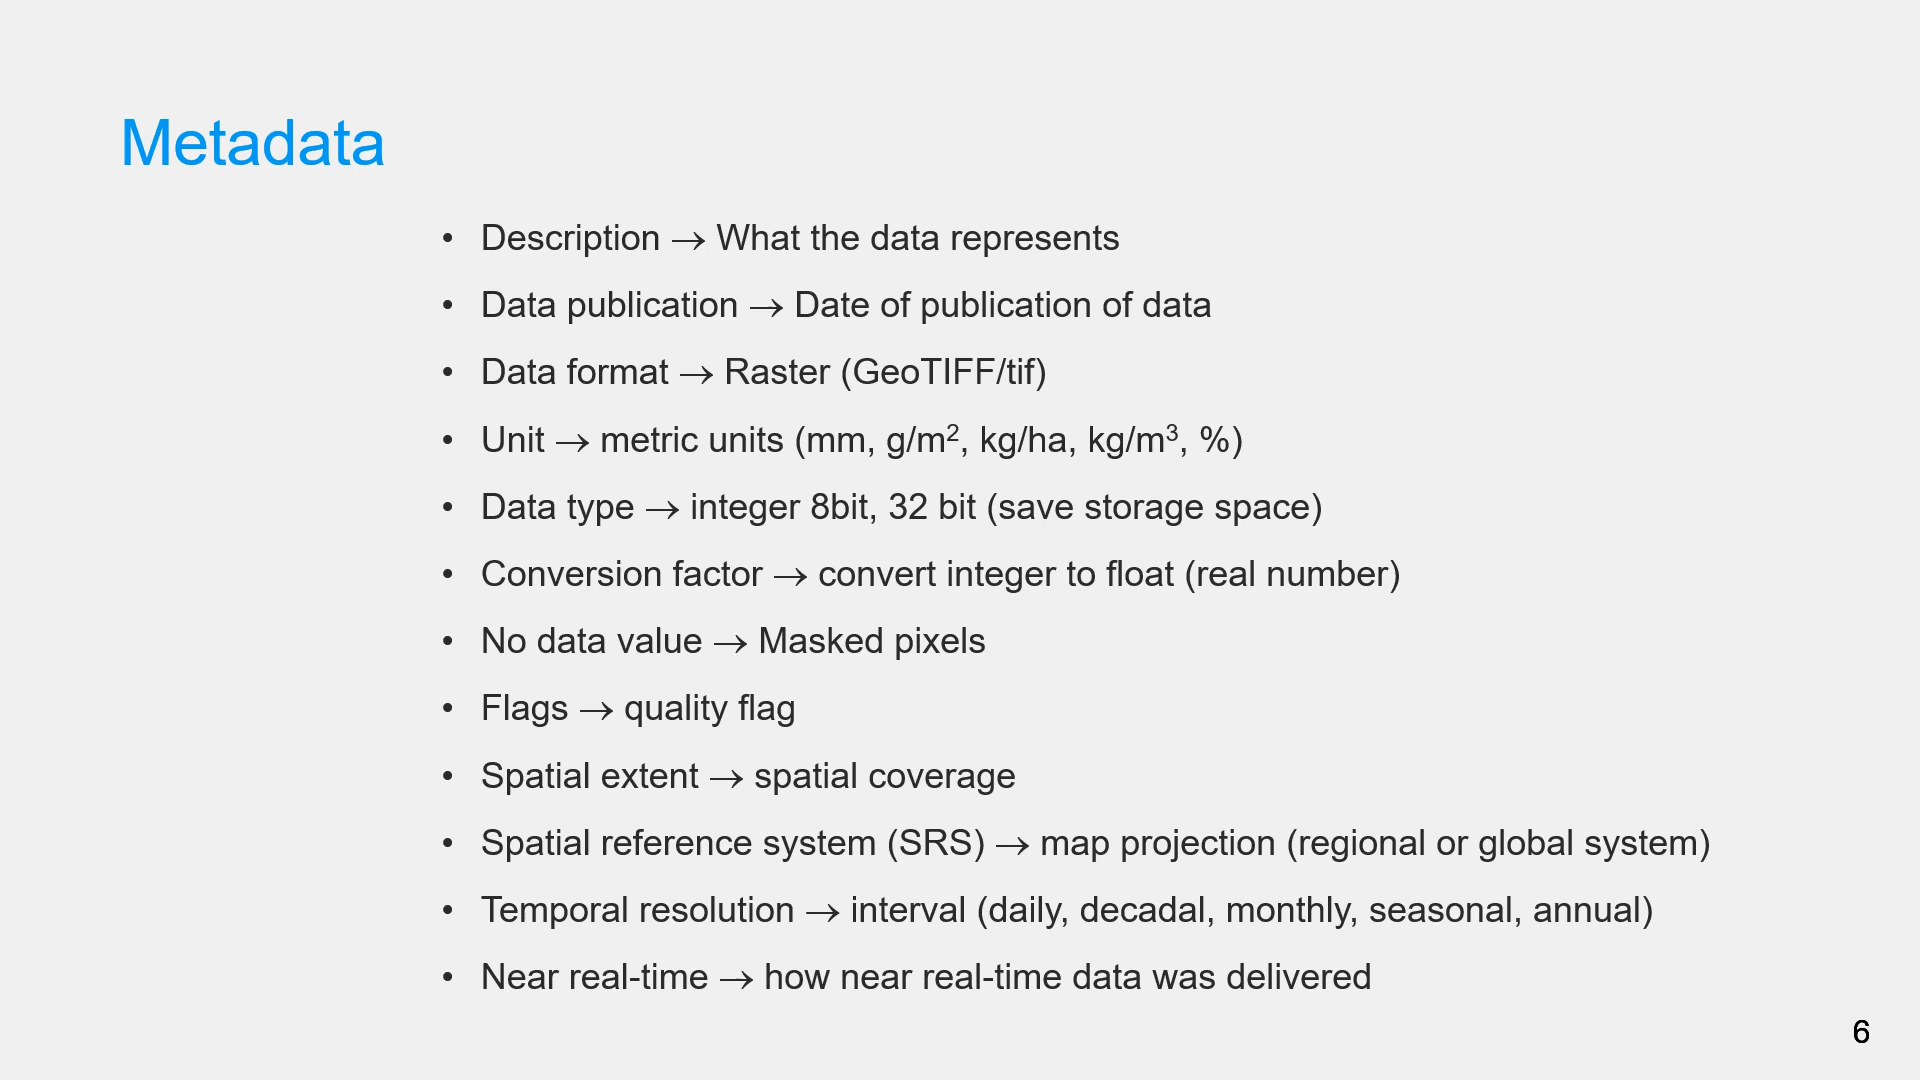 Metadata
• Description → What the data represents
• Data publication → Date of publication of data
• Data format → Raster (GeoTIFF/tif)
• Unit → metric units (mm, g/m², kg/ha, kg/m³, %)
• Data type → integer 8bit, 32 bit (save storage space)
• Conversion factor → convert integer to float (real number)
• No data value → Masked pixels
• Flags → quality flag
• Spatial extent → spatial coverage
• Spatial reference system (SRS) → map projection (regional or global system)
• Temporal resolution → interval (daily, decadal, monthly, seasonal, annual)
• Near real-time → how near real-time data was delivered
6